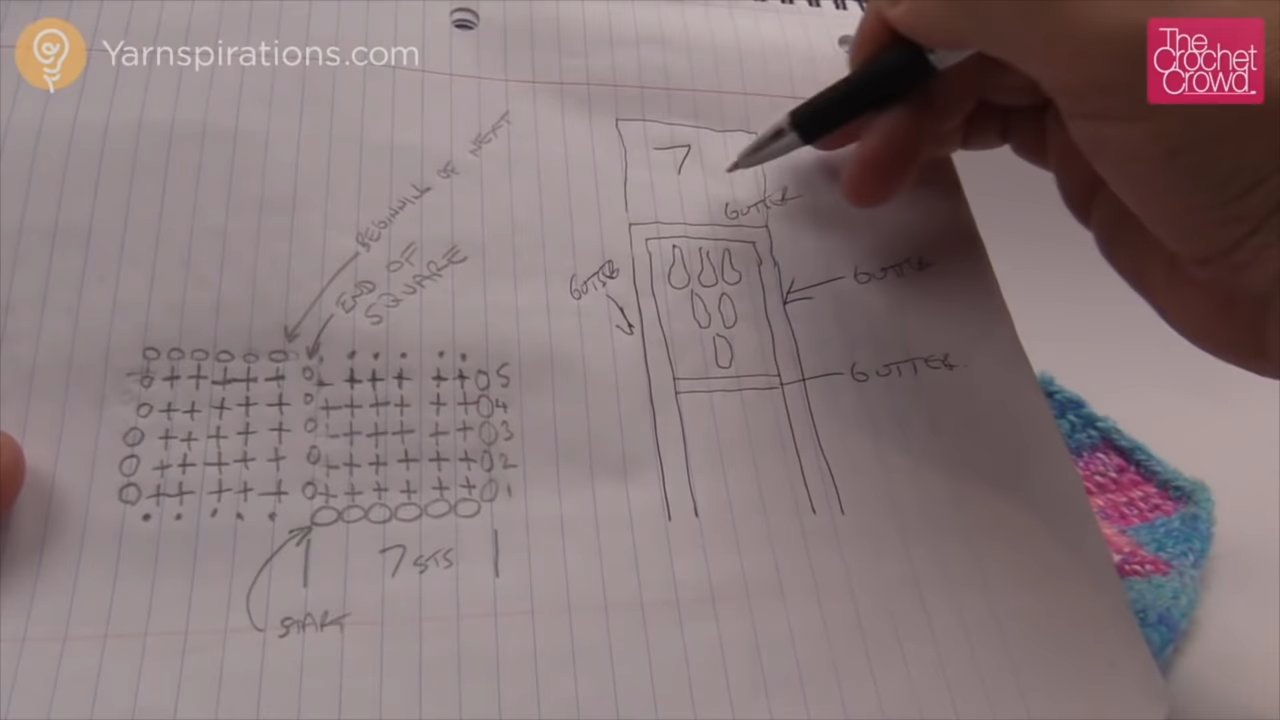 Yarnspirations.com
The
Crochet
Crowd
BEGINNING OF NEXT
END OF
SQUARE
5
4
3
2
1
7 STS
START
7
GUTTER
GUTTER
GUTTER
GUTTER